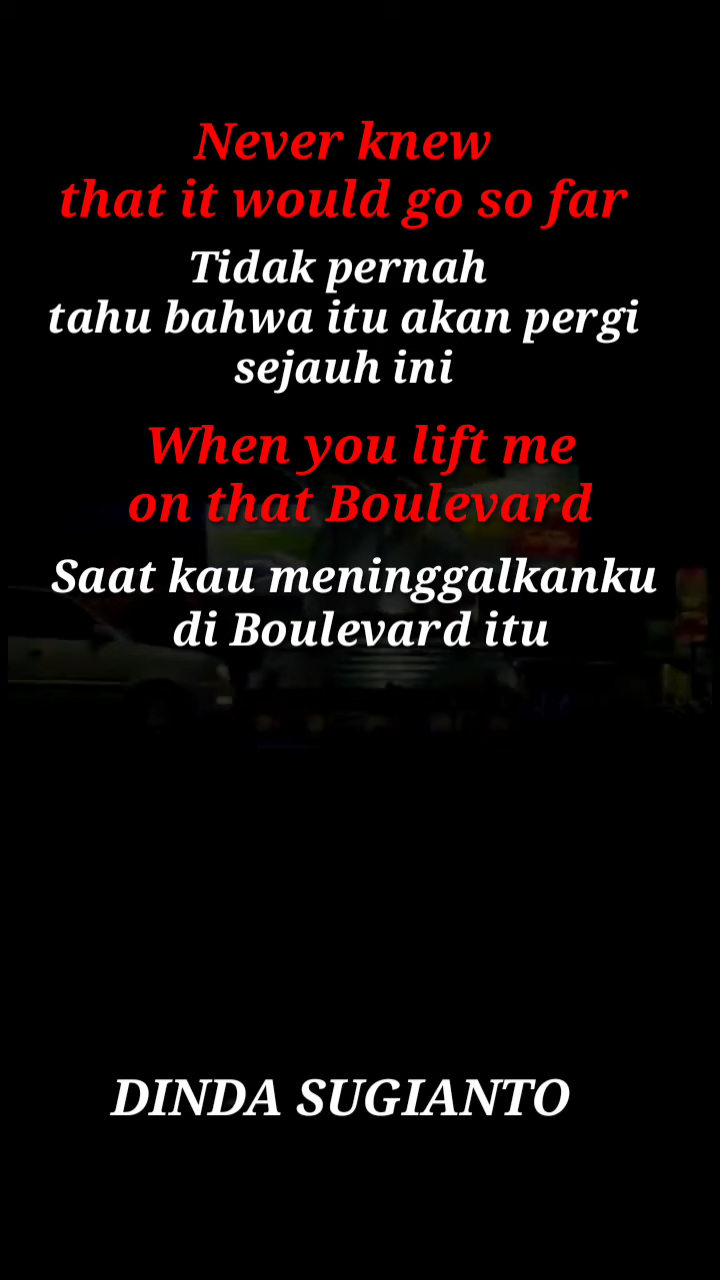 Never knew
that it would go so far
Tidak pernah
tahu bahwa itu akan pergi
sejauh ini
When you lift me
on that Boulevard
Saat kau meninggalkanku
di Boulevard itu
DINDA SUGIANTO